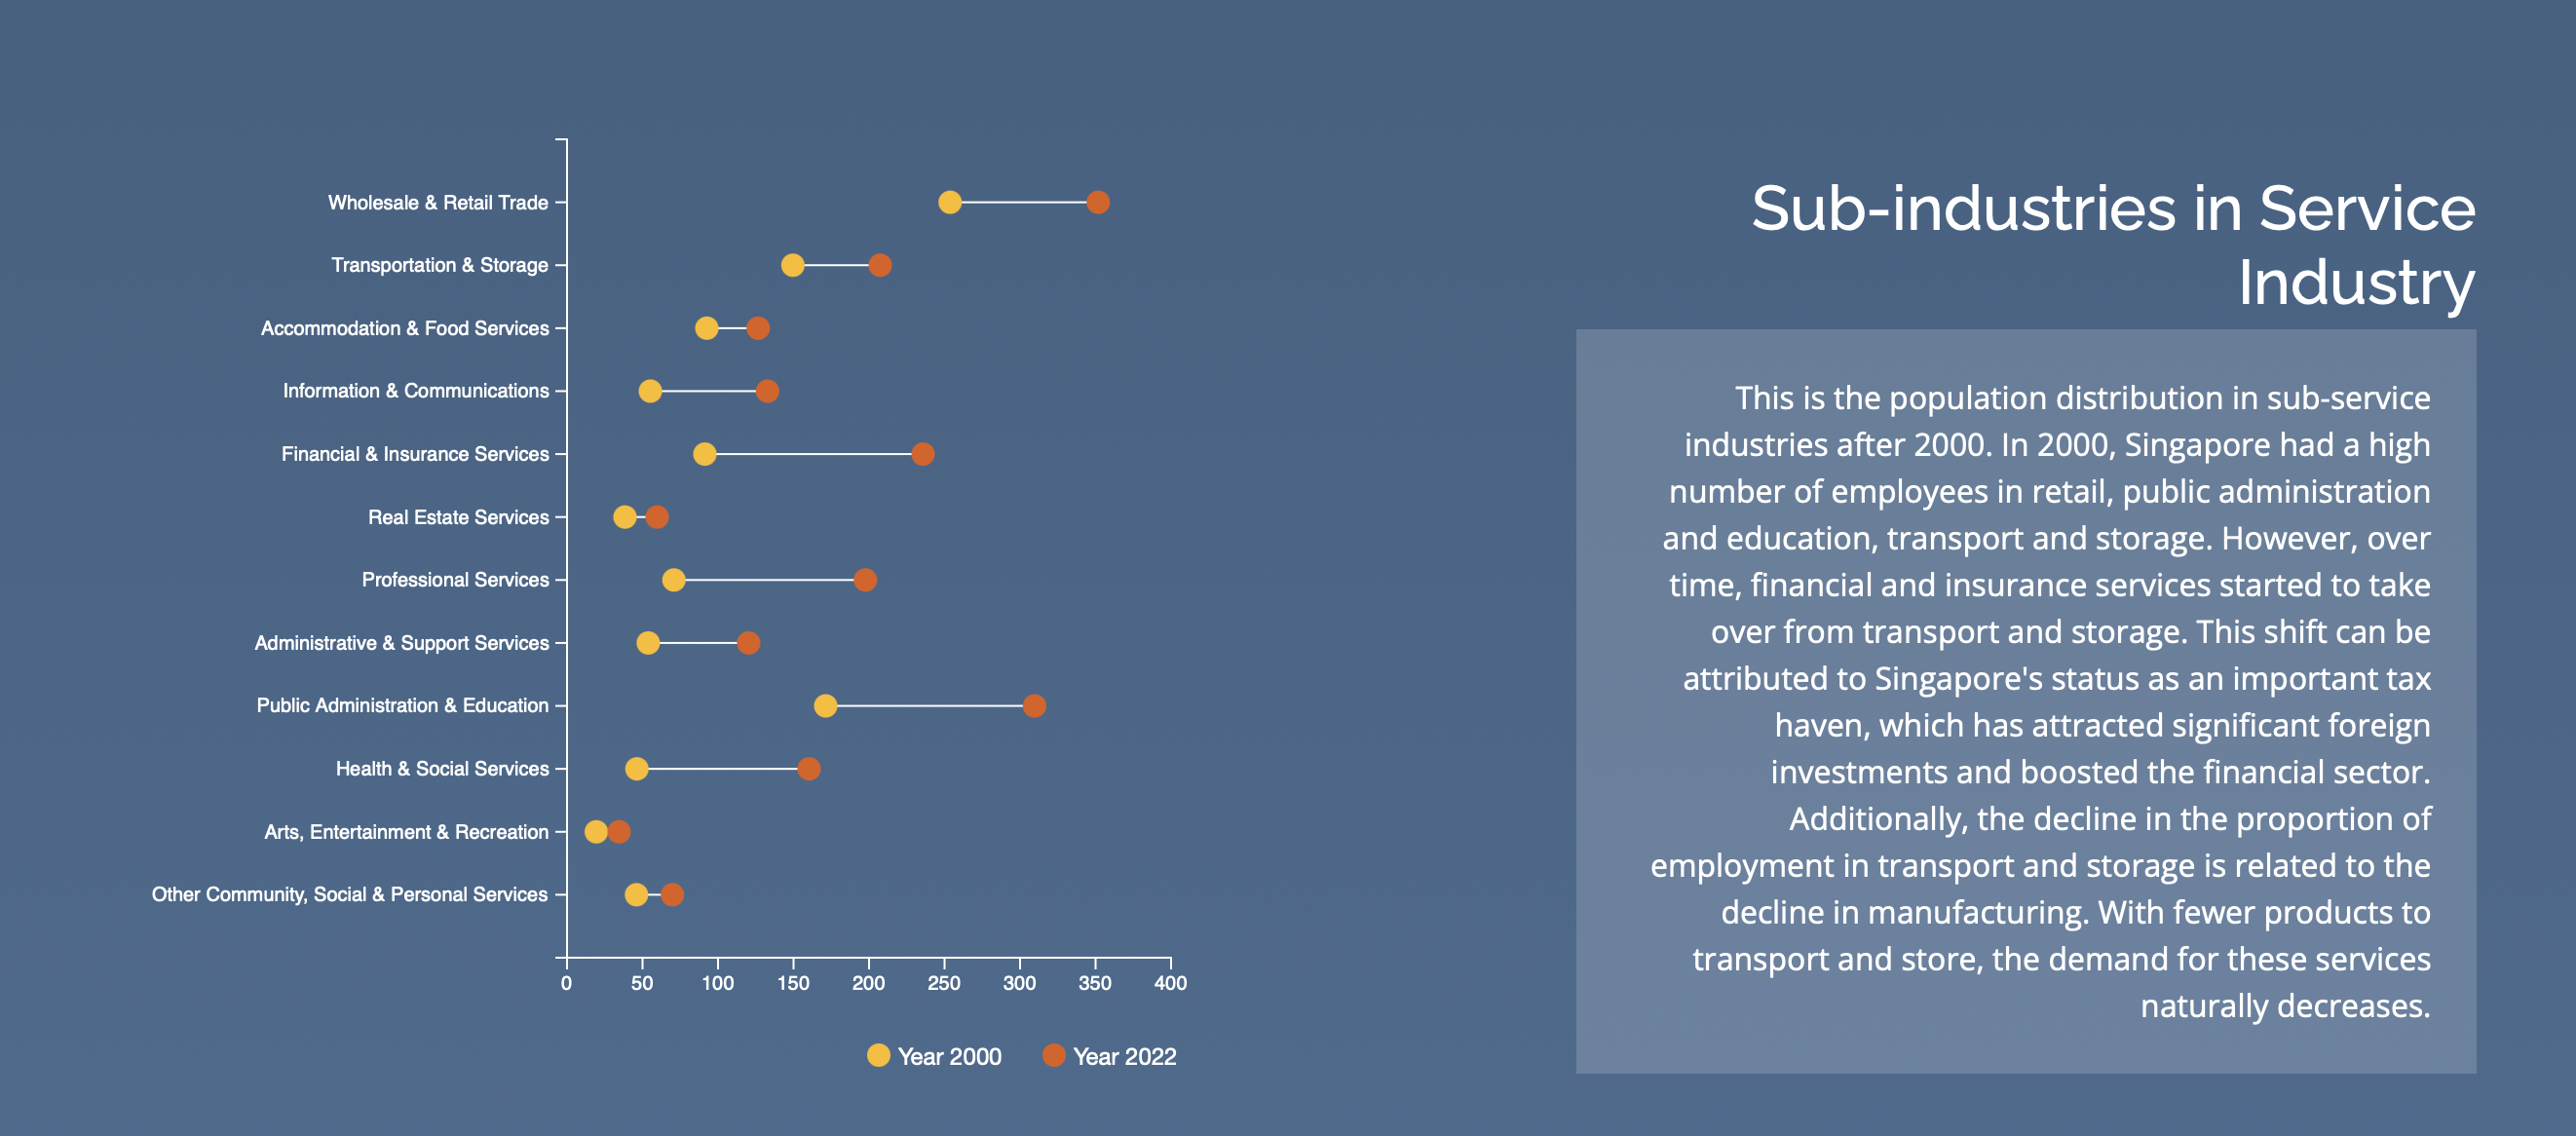 Wholesale & Retail Trade
Transportation & Storage
Accommodation & Food Services
Information & Communications
Financial & Insurance Services
Real Estate Services
Professional Services
Administrative & Support Services
Public Administration & Education
Health & Social Services
Arts, Entertainment & Recreation
Other Community, Social & Personal Services
0 50 100 150 200 250 300 350 400
Year 2000 Year 2022
Sub-industries in Service
Industry
This is the population distribution in sub-service
industries after 2000. In 2000, Singapore had a high
number of employees in retail, public administration
and education, transport and storage. However, over
time, financial and insurance services started to take
over from transport and storage. This shift can be
attributed to Singapore's status as an important tax
haven, which has attracted significant foreign
investments and boosted the financial sector.
Additionally, the decline in the proportion of
employment in transport and storage is related to the
decline in manufacturing. With fewer products to
transport and store, the demand for these services
naturally decreases.